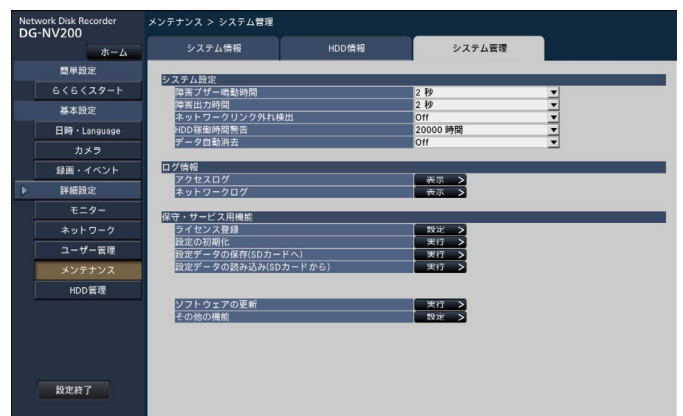 Network Disk Recorder
DG-NV200
メンテナンス > システム管理
ホーム
簡単設定
らくらくスタート
基本設定
日時・Language
カメラ
録画・イベント
詳細設定
モニター
ネットワーク
ユーザー管理
メンテナンス
HDD管理
設定終了
システム情報
HDD情報
システム管理
システム設定
障害ブザー鳴動時間 2 秒
障害出力時間 2 秒
ネットワークリンク外れ検出 Off
HDD稼働時間警告 20000 時間
データ自動消去 Off
ログ情報
アクセスログ 表示 >
ネットワークログ 表示 >
保守・サービス用機能
ライセンス登録 設定 >
設定の初期化 実行 >
設定データの保存(SDカードへ) 実行 >
設定データの読み込み(SDカードから) 実行 >
ソフトウェアの更新 実行 >
その他の機能 設定 >